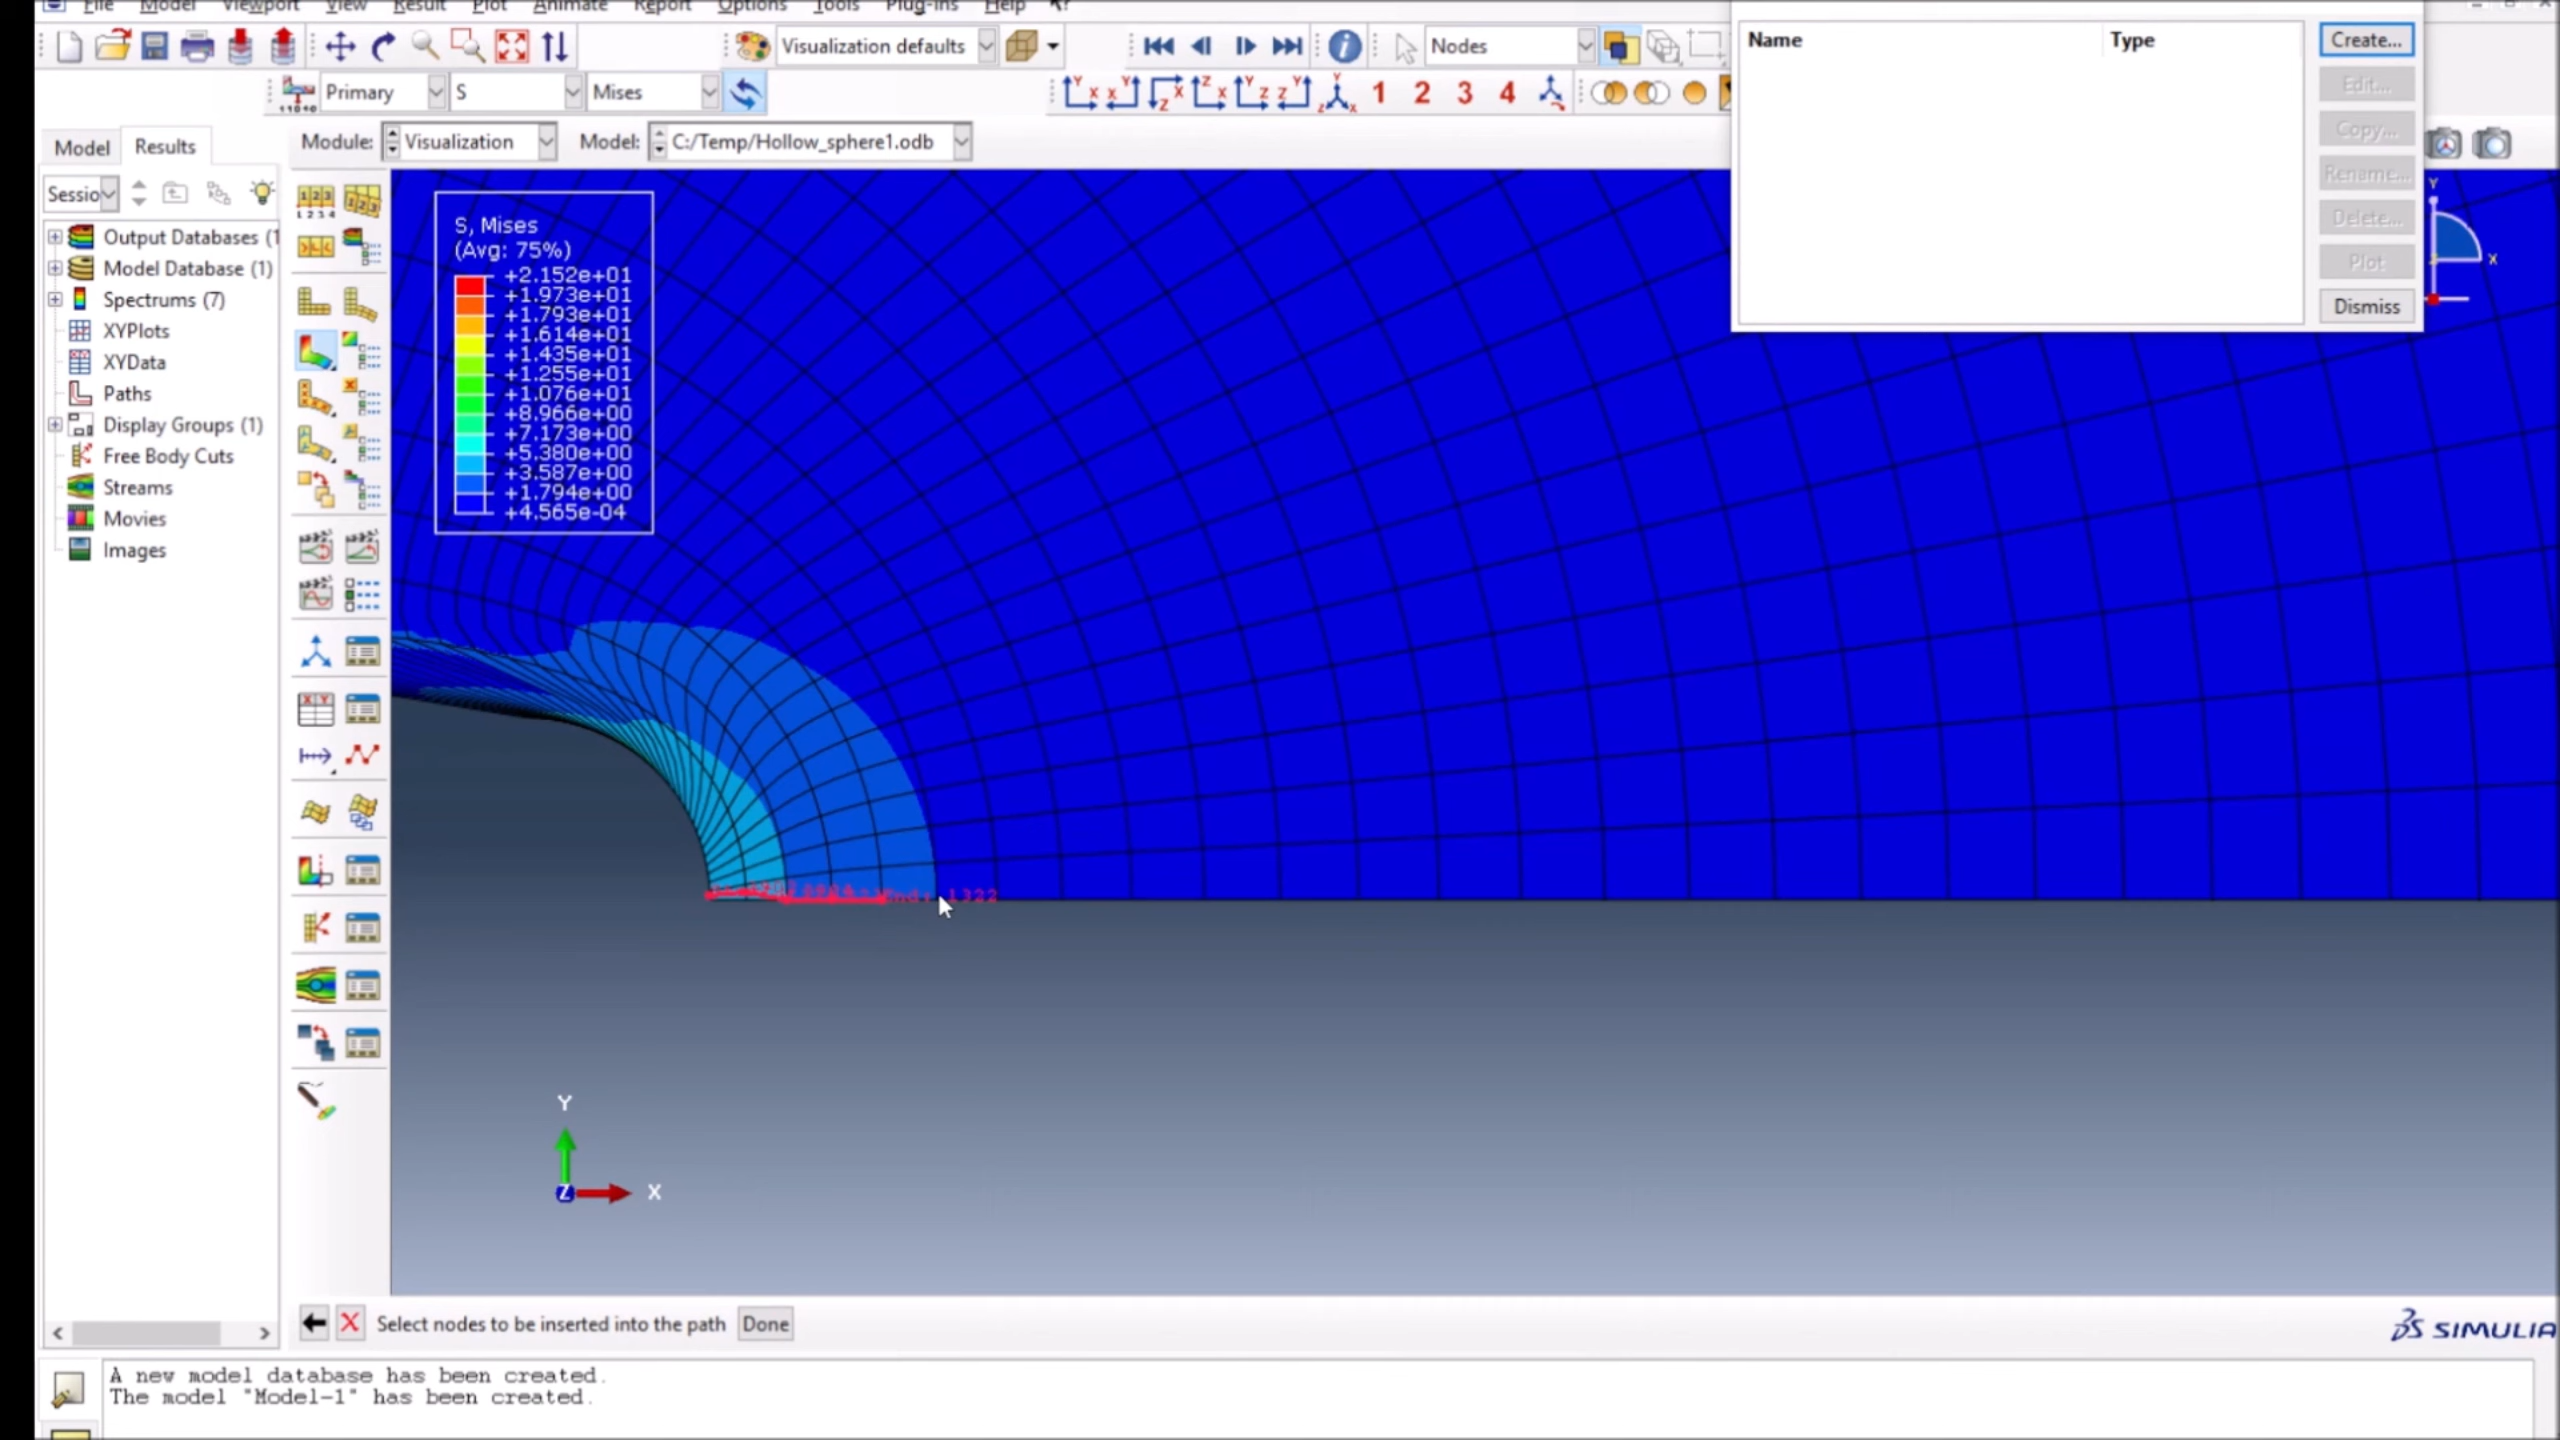 File Model Viewport View Result Plot Animate Report Options Tools Plug-ins Help
Visualization defaults
Nodes
Primary
S
Mises
1 2 3 4
Module: Visualization
Model: C:/Temp/Hollow_sphere1.odb
Model Results
Sessio
Output Databases (1
Model Database (1)
Spectrums (7)
XYPlots
XYData
Paths
Display Groups (1)
Free Body Cuts
Streams
Movies
Images
S, Mises
(Avg: 75%)
+2.152e+01
+1.973e+01
+1.793e+01
+1.614e+01
+1.435e+01
+1.255e+01
+1.076e+01
+8.966e+00
+7.173e+00
+5.380e+00
+3.587e+00
+1.794e+00
+4.565e-04
Name Type
Create...
Edit...
Copy...
Rename...
Delete...
Plot
Dismiss
Y
X
End: 1322
Y
Z X
Select nodes to be inserted into the path Done
SIMULIA
A new model database has been created.
The model "Model-1" has been created.